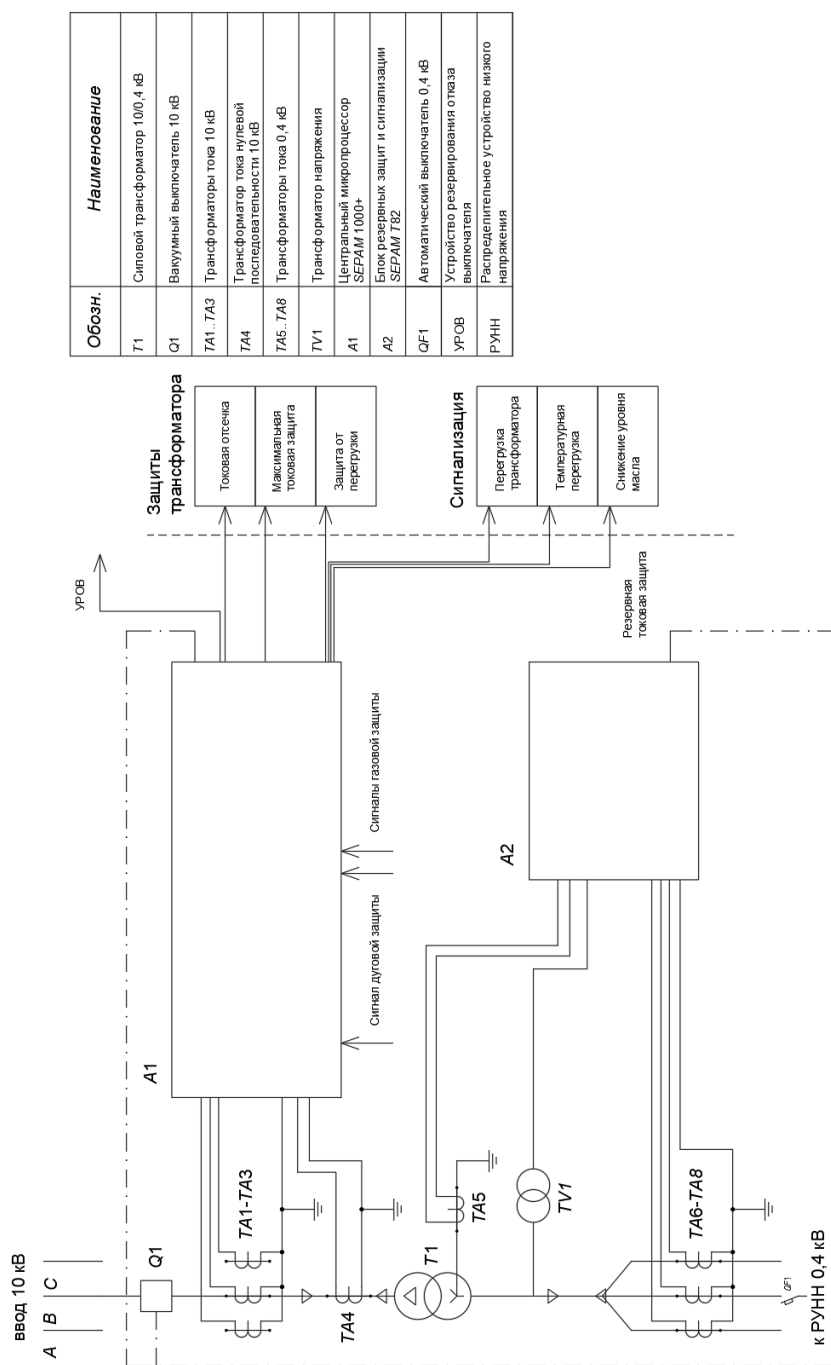 ввод 10 кВ
A
B
C
Q1
TA1-TA3
TA4
T1
TA5
TV1
TA6-TA8
QF1
к РУНН 0,4 кВ
A1
Сигнал дуговой защиты
Сигналы газовой защиты
A2
УРОВ
Резервная
токовая защита
Защиты
трансформатора
Токовая отсечка
Максимальная
токовая защита
Защита от
перегрузки
Сигнализация
Перегрузка
трансформатора
Температурная
перегрузка
Снижение уровня
масла
Обозн.
Наименование
T1
Силовой трансформатор 10/0,4 кВ
Q1
Вакуумный выключатель 10 кВ
TA1..TA3
Трансформаторы тока 10 кВ
TA4
Трансформатор тока нулевой
последовательности 10 кВ
TA5..TA8
Трансформаторы тока 0,4 кВ
TV1
Трансформатор напряжения
A1
Центральный микропроцессор
SEPAM 1000+
A2
Блок резервных защит и сигнализации
SEPAM T82
QF1
Автоматический выключатель 0,4 кВ
УРОВ
Устройство резервирования отказа
выключателя
РУНН
Распределительное устройство низкого
напряжения